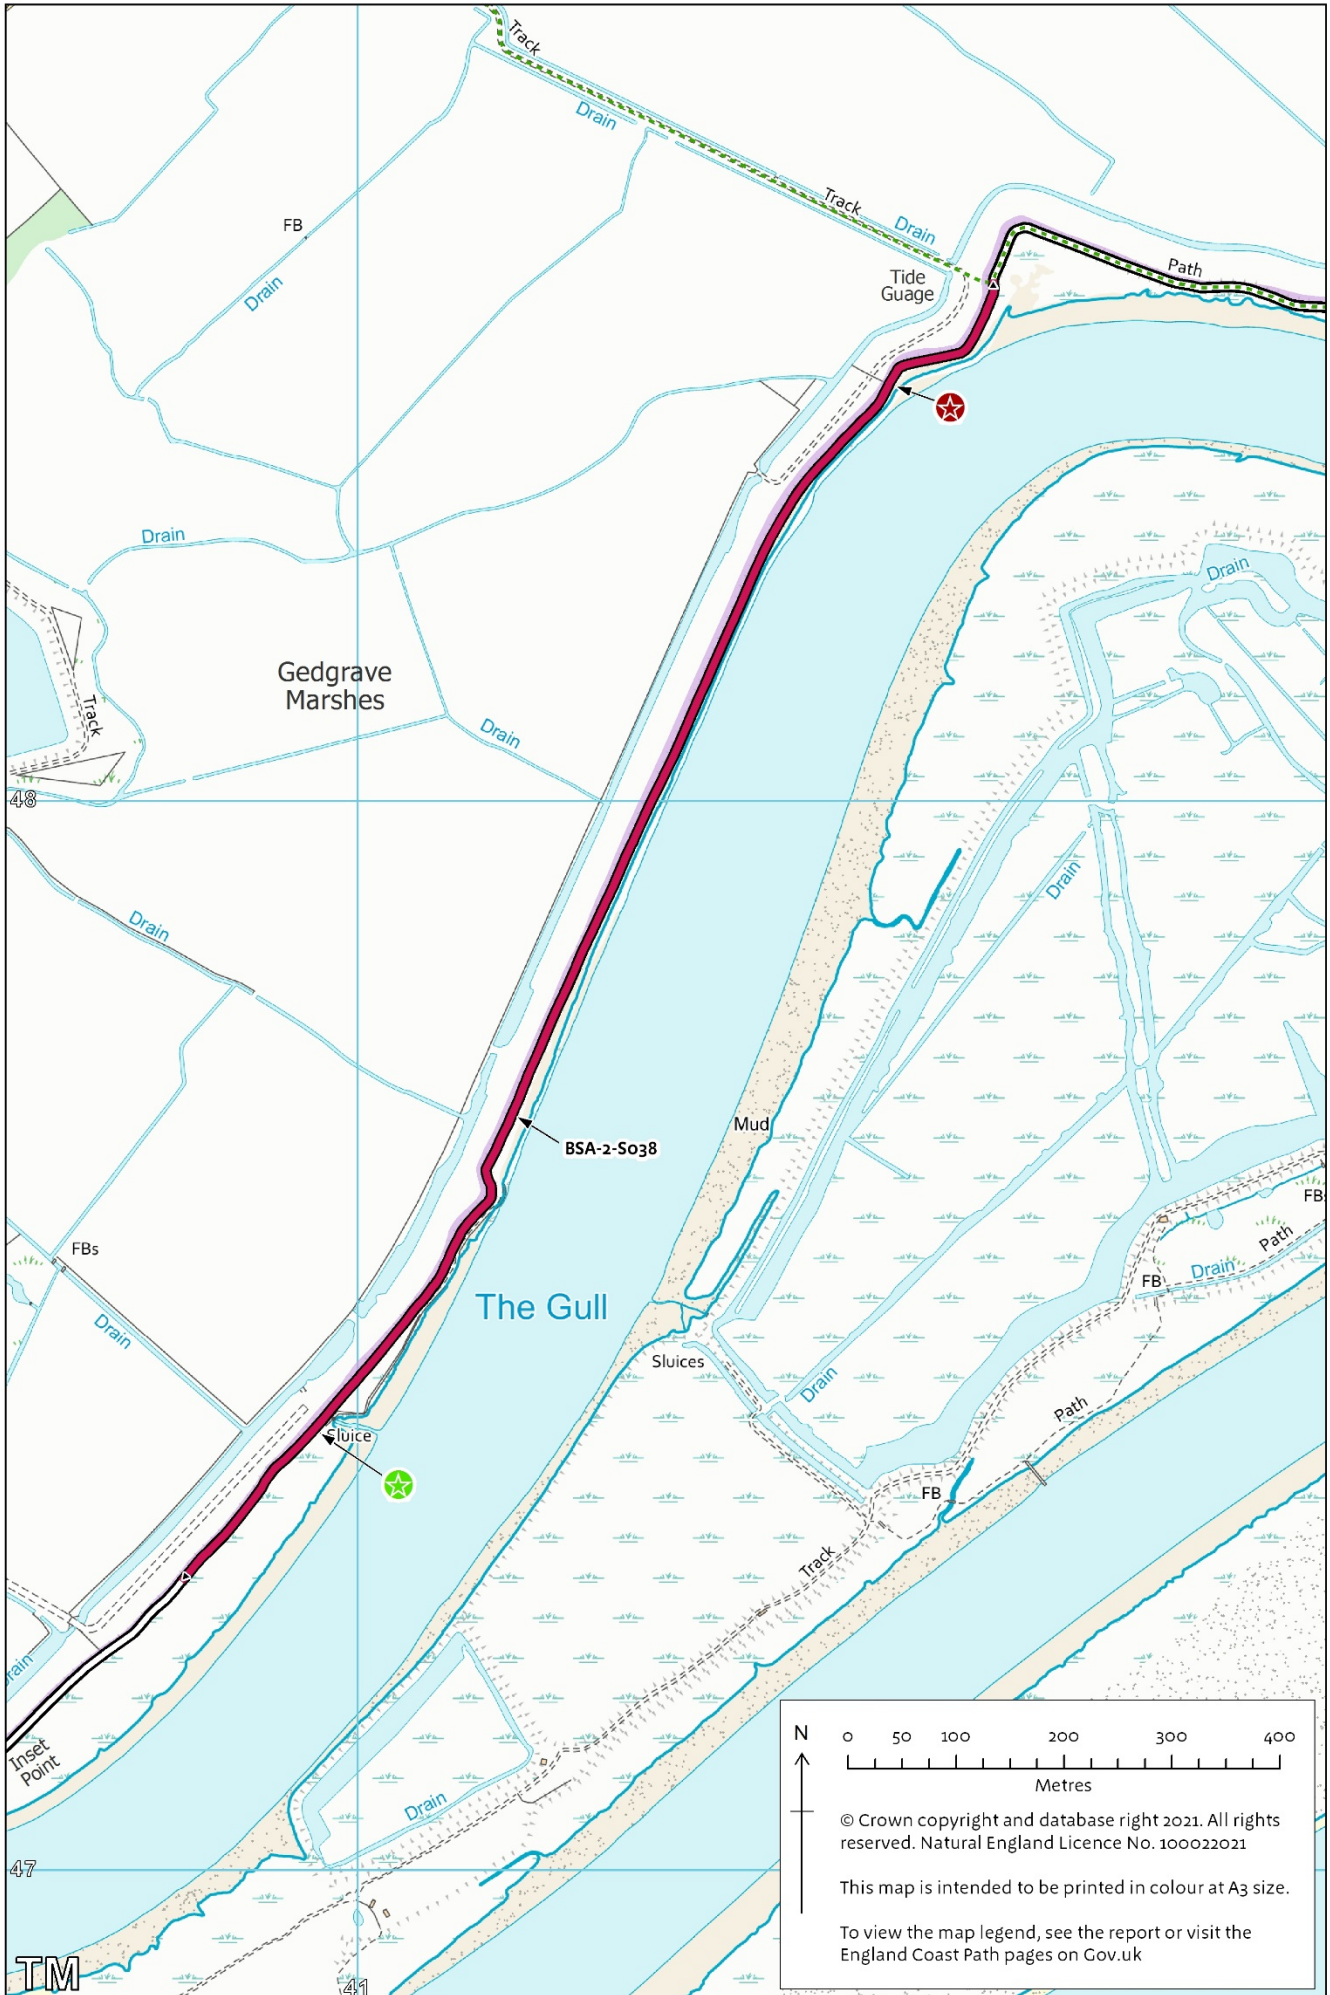 Track
Drain
Track
Drain
FB
Drain
Path
Tide
Guage
Drain
Drain
Gedgrave
Marshes
Track
Drain
48
Drain
Drain
Mud
BSA-2-S038
FBs
FBs
Path
Drain
FB
The Gull
Drain
Sluices
Drain
Path
Sluice
FB
Track
Drain
Inset
Point
Drain
N
0 50 100 200 300 400
Metres
© Crown copyright and database right 2021. All rights
reserved. Natural England Licence No. 100022021
This map is intended to be printed in colour at A3 size.
To view the map legend, see the report or visit the
England Coast Path pages on Gov.uk
47
TM
41